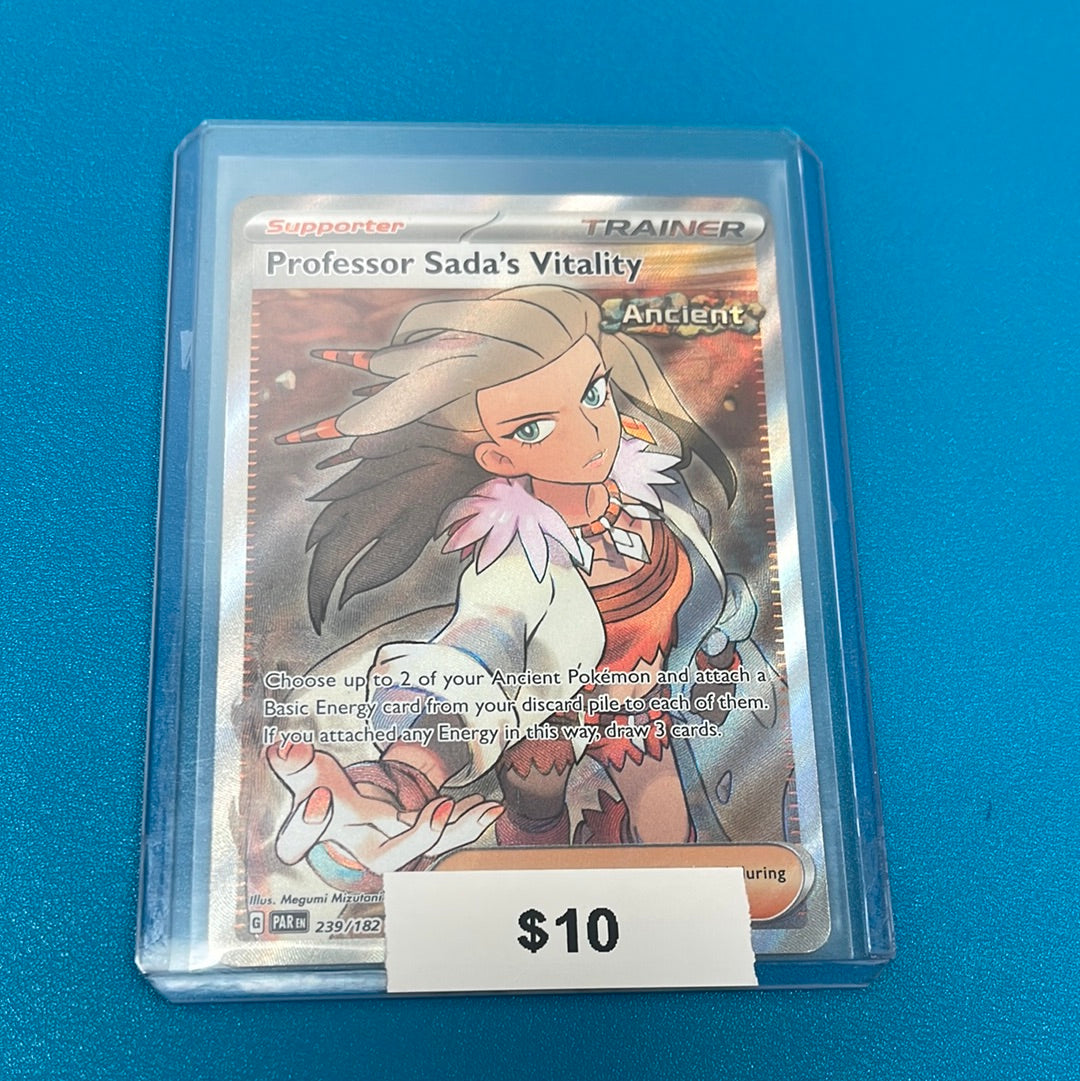 Supporter TRAINER
Professor Sada's Vitality
Ancient
Choose up to 2 of your Ancient Pokémon and attach a
Basic Energy card from your discard pile to each of them.
If you attached any Energy in this way, draw 3 cards.
Illus. Megumi Mizutani
G PAR EN 239/182
$10